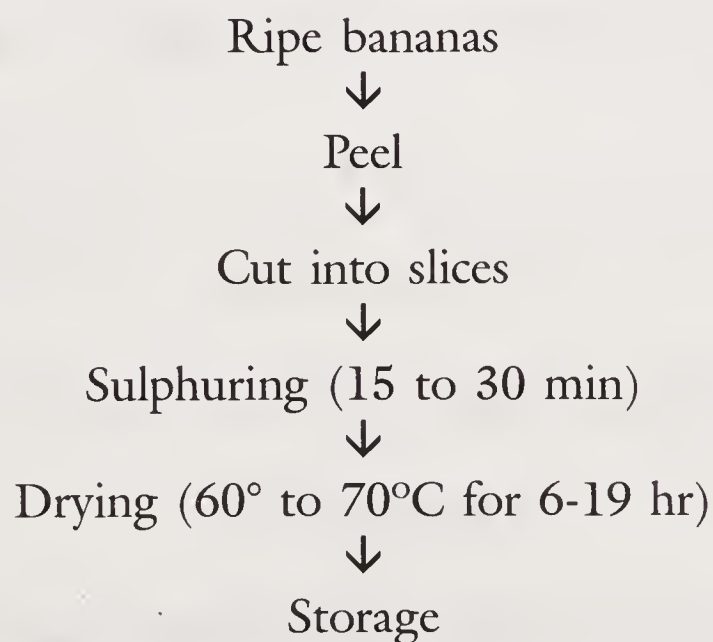 Ripe bananas
↓
Peel
↓
Cut into slices
↓
Sulphuring (15 to 30 min)
↓
Drying (60° to 70°C for 6-19 hr)
↓
Storage